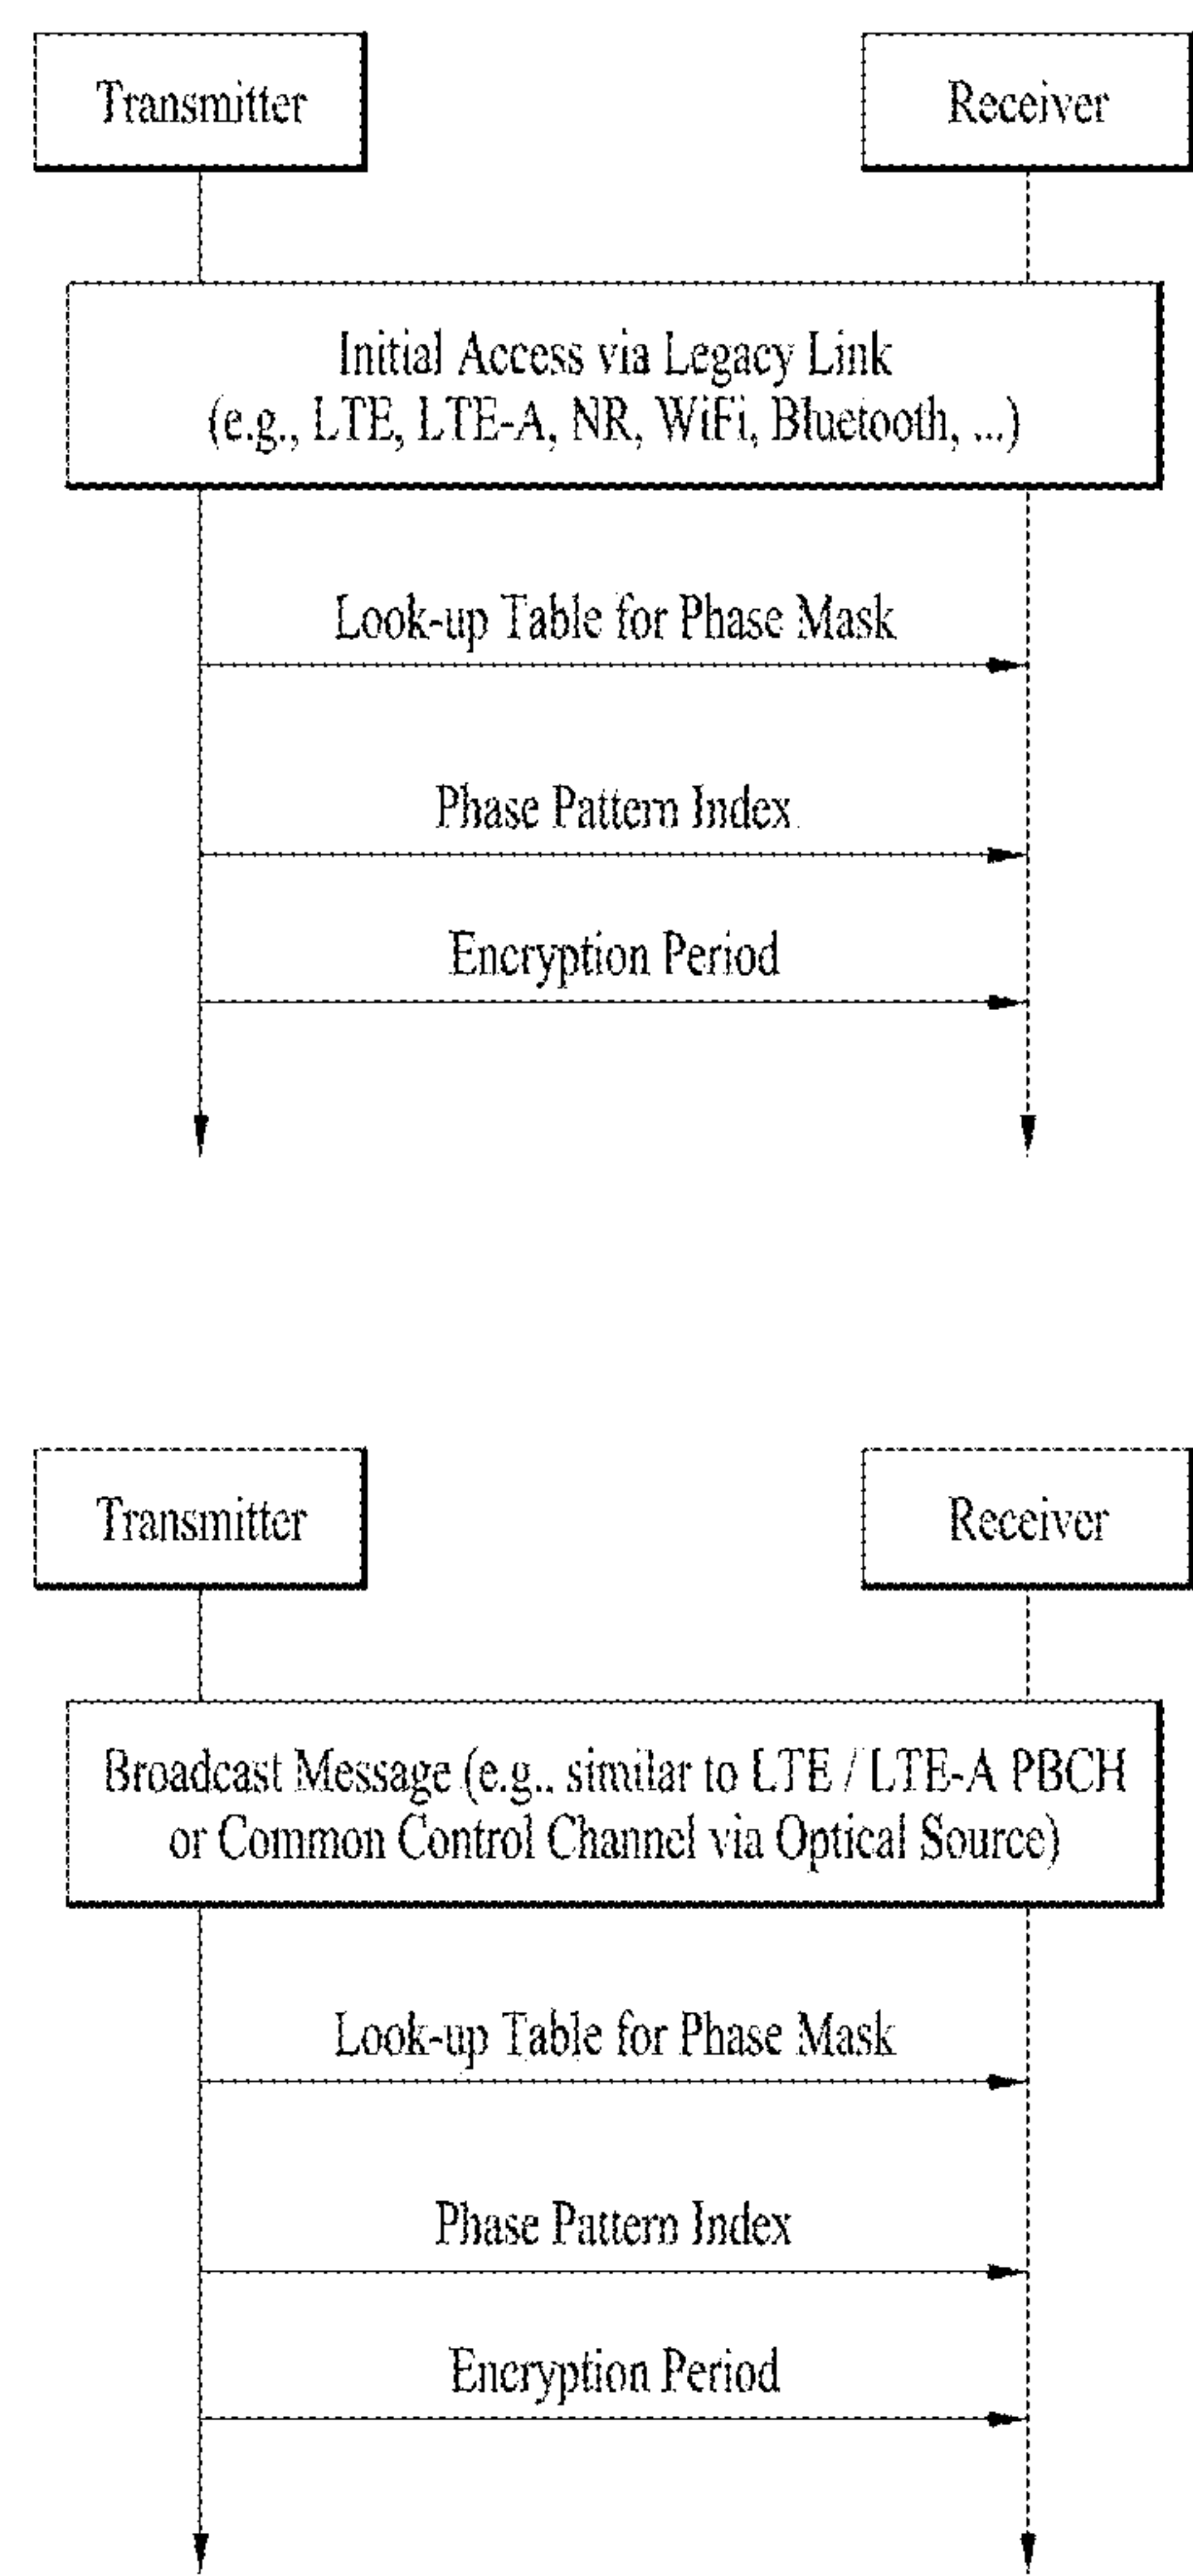 Transmitter
Receiver
Initial Access via Legacy Link
(e.g., LTE, LTE-A, NR, WiFi, Bluetooth, ...)
Look-up Table for Phase Mask
Phase Pattern Index
Encryption Period
Transmitter
Receiver
Broadcast Message (e.g., similar to LTE / LTE-A PBCH
or Common Control Channel via Optical Source)
Look-up Table for Phase Mask
Phase Pattern Index
Encryption Period